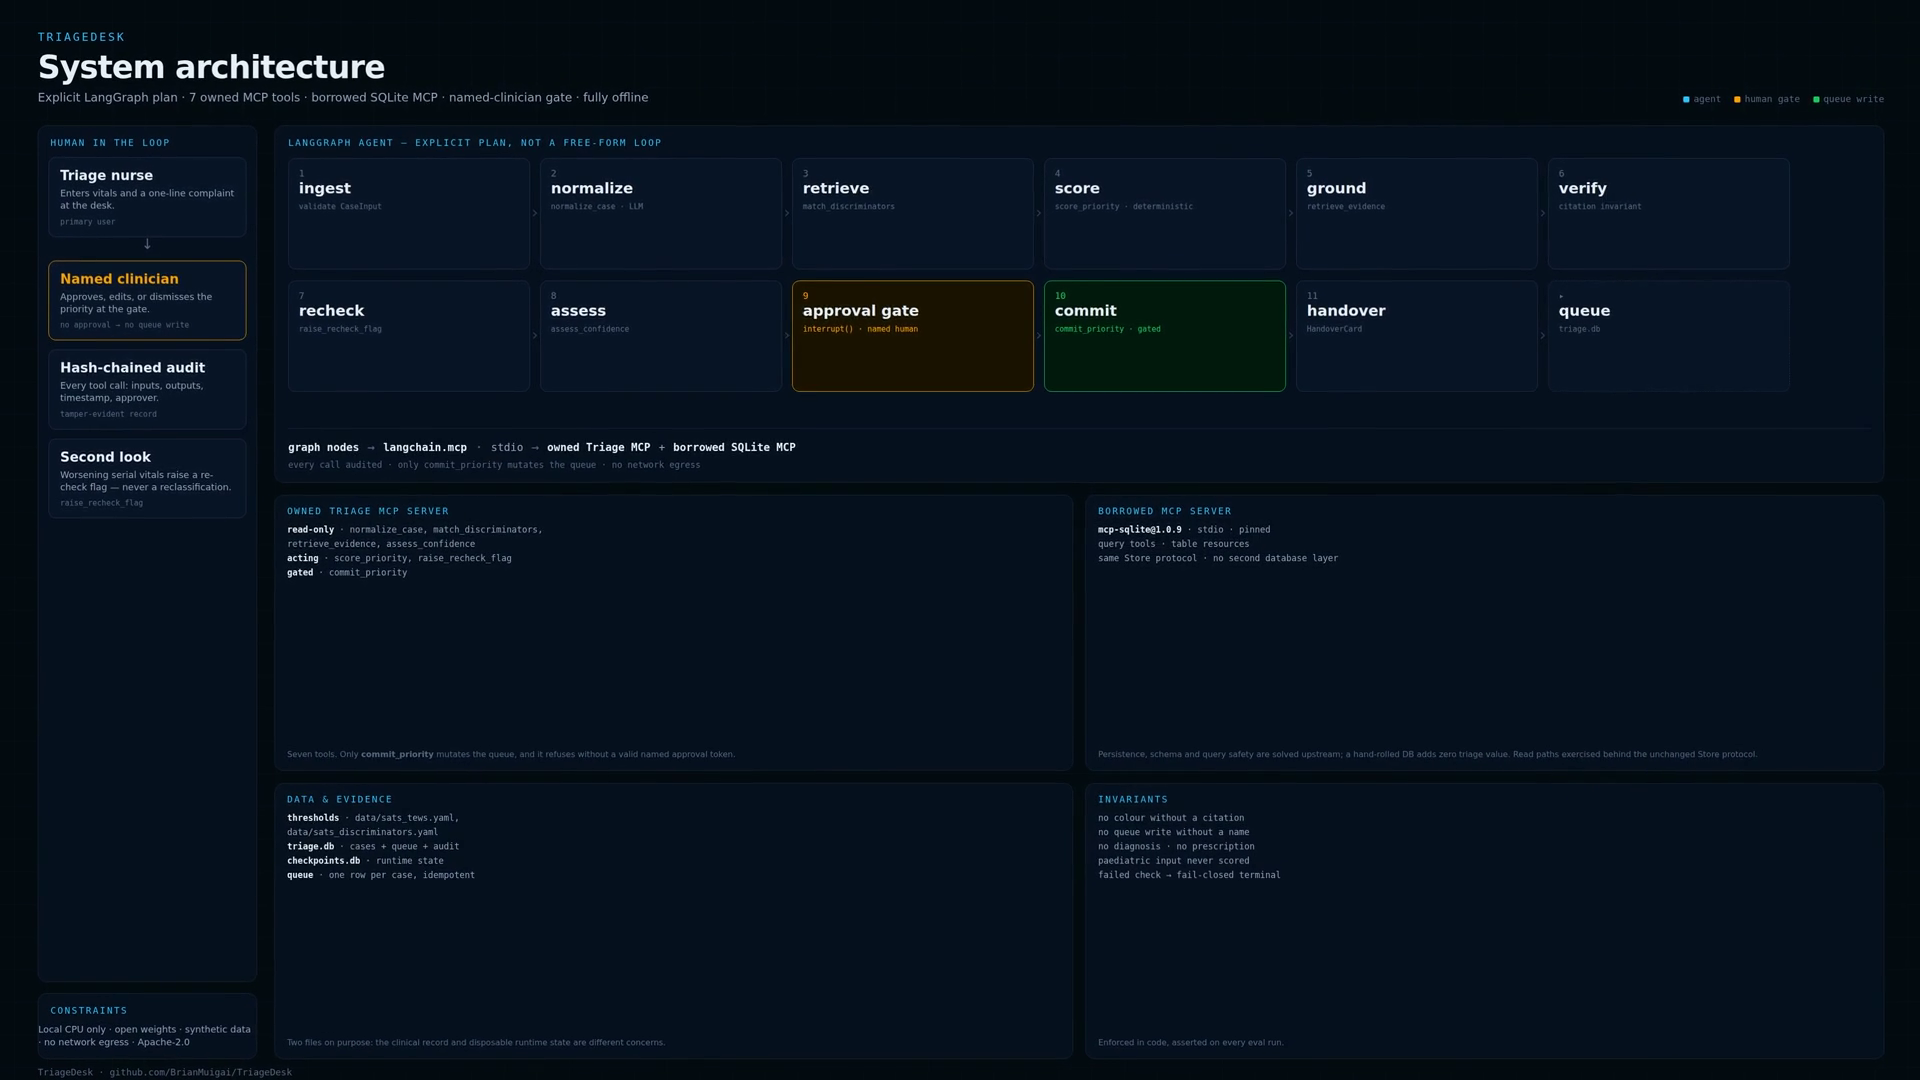 TRIAGEDESK
System architecture
Explicit LangGraph plan · 7 owned MCP tools · borrowed SQLite MCP · named-clinician gate · fully offline
agent human gate queue write
HUMAN IN THE LOOP
Triage nurse
Enters vitals and a one-line complaint
at the desk.
primary user
↓
Named clinician
Approves, edits, or dismisses the
priority at the gate.
no approval → no queue write
Hash-chained audit
Every tool call: inputs, outputs,
timestamp, approver.
tamper-evident record
Second look
Worsening serial vitals raise a re-
check flag — never a reclassification.
raise_recheck_flag
CONSTRAINTS
Local CPU only · open weights · synthetic data
· no network egress · Apache-2.0
LANGGRAPH AGENT — EXPLICIT PLAN, NOT A FREE-FORM LOOP
1
ingest
validate CaseInput
›
2
normalize
normalize_case · LLM
›
3
retrieve
match_discriminators
›
4
score
score_priority · deterministic
›
5
ground
retrieve_evidence
›
6
verify
citation invariant
7
recheck
raise_recheck_flag
›
8
assess
assess_confidence
›
9
approval gate
interrupt() · named human
›
10
commit
commit_priority · gated
›
11
handover
HandoverCard
›
▸
queue
triage.db
graph nodes → langchain.mcp · stdio → owned Triage MCP + borrowed SQLite MCP
every call audited · only commit_priority mutates the queue · no network egress
OWNED TRIAGE MCP SERVER
read-only · normalize_case, match_discriminators,
retrieve_evidence, assess_confidence
acting · score_priority, raise_recheck_flag
gated · commit_priority
Seven tools. Only commit_priority mutates the queue, and it refuses without a valid named approval token.
BORROWED MCP SERVER
mcp-sqlite@1.0.9 · stdio · pinned
query tools · table resources
same Store protocol · no second database layer
Persistence, schema and query safety are solved upstream; a hand-rolled DB adds zero triage value. Read paths exercised behind the unchanged Store protocol.
DATA & EVIDENCE
thresholds · data/sats_tews.yaml,
data/sats_discriminators.yaml
triage.db · cases + queue + audit
checkpoints.db · runtime state
queue · one row per case, idempotent
Two files on purpose: the clinical record and disposable runtime state are different concerns.
INVARIANTS
no colour without a citation
no queue write without a name
no diagnosis · no prescription
paediatric input never scored
failed check → fail-closed terminal
Enforced in code, asserted on every eval run.
TriageDesk · github.com/BrianMuigai/TriageDesk